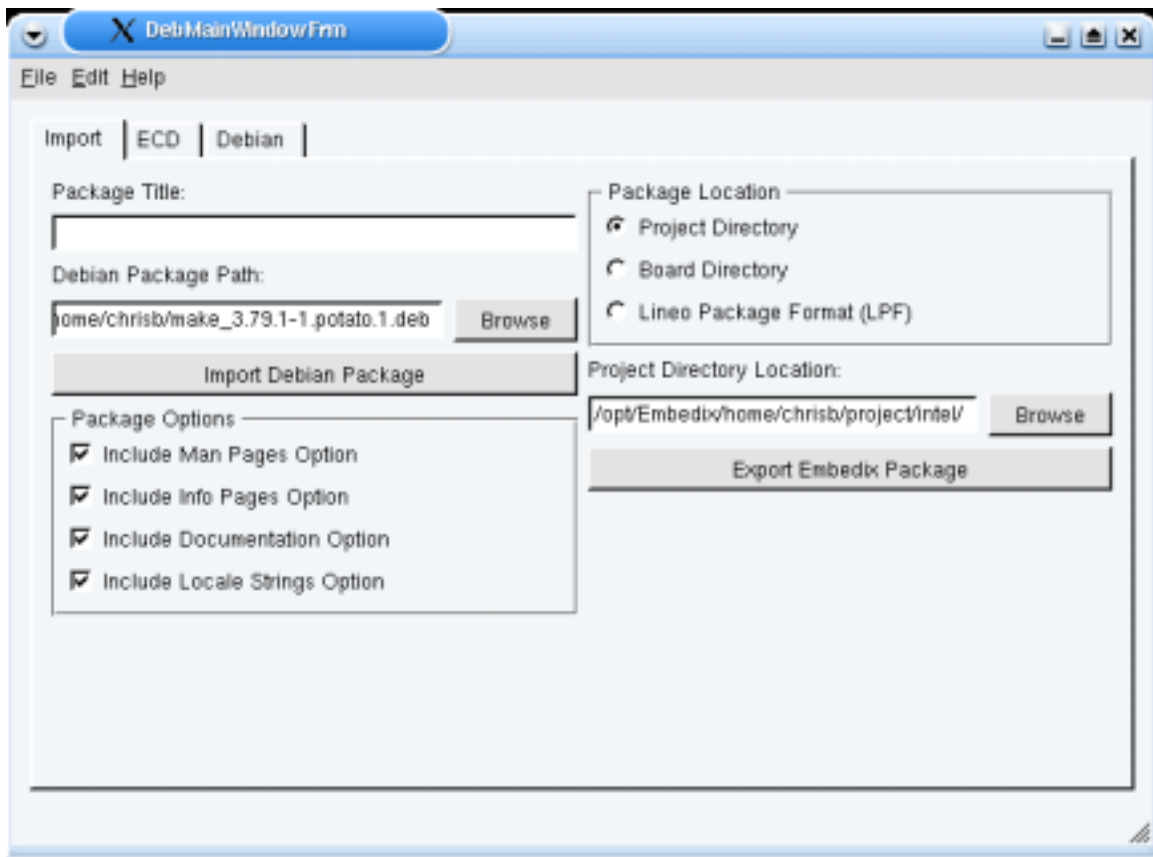 DebMainWindowFrm
File Edit Help
Import ECD Debian
Package Title:
Debian Package Path:
home/chrisb/make_3.79.1-1.potato.1.deb Browse
Import Debian Package
Package Options
Include Man Pages Option
Include Info Pages Option
Include Documentation Option
Include Locale Strings Option
Package Location
Project Directory
Board Directory
Lineo Package Format (LPF)
Project Directory Location:
/opt/Embedix/home/chrisb/project/intel/ Browse
Export Embedix Package